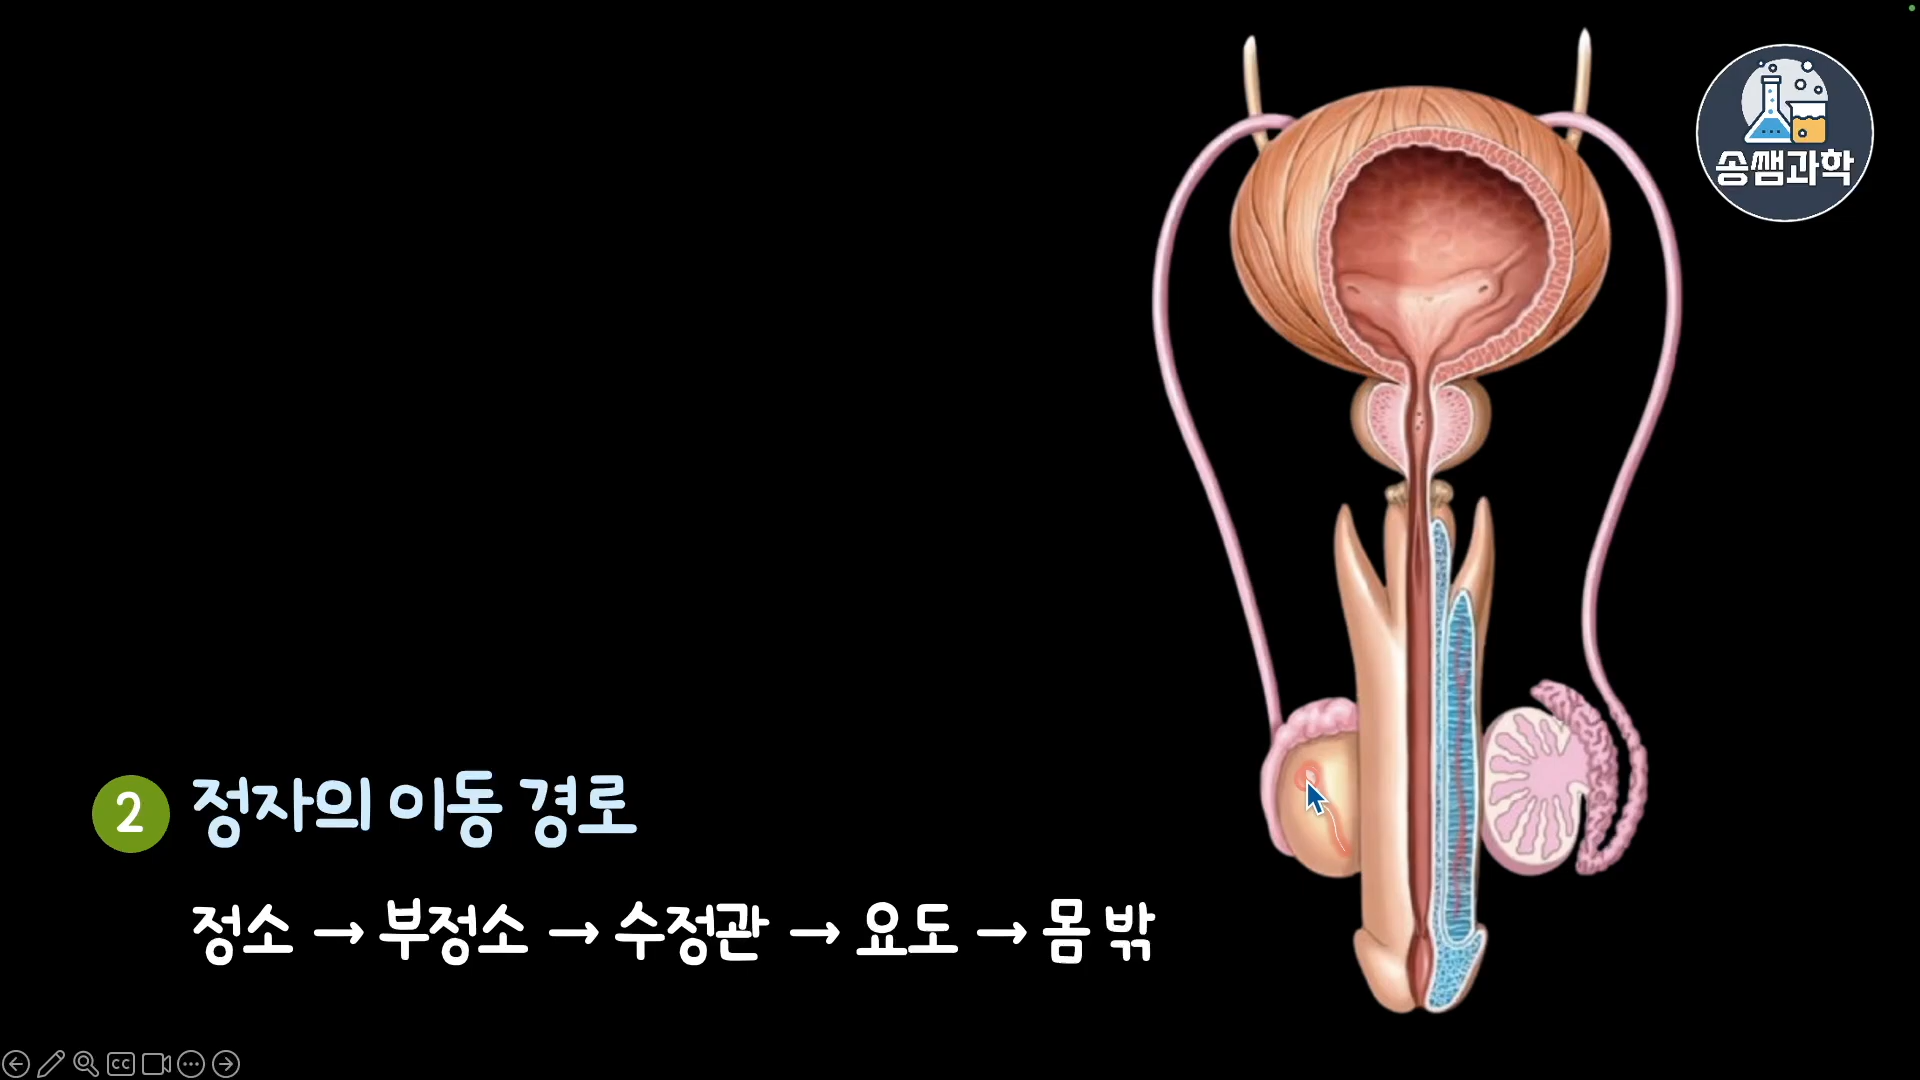 송쌤과학
2 정자의 이동 경로
정소 → 부정소 → 수정관 → 요도 → 몸 밖
CC